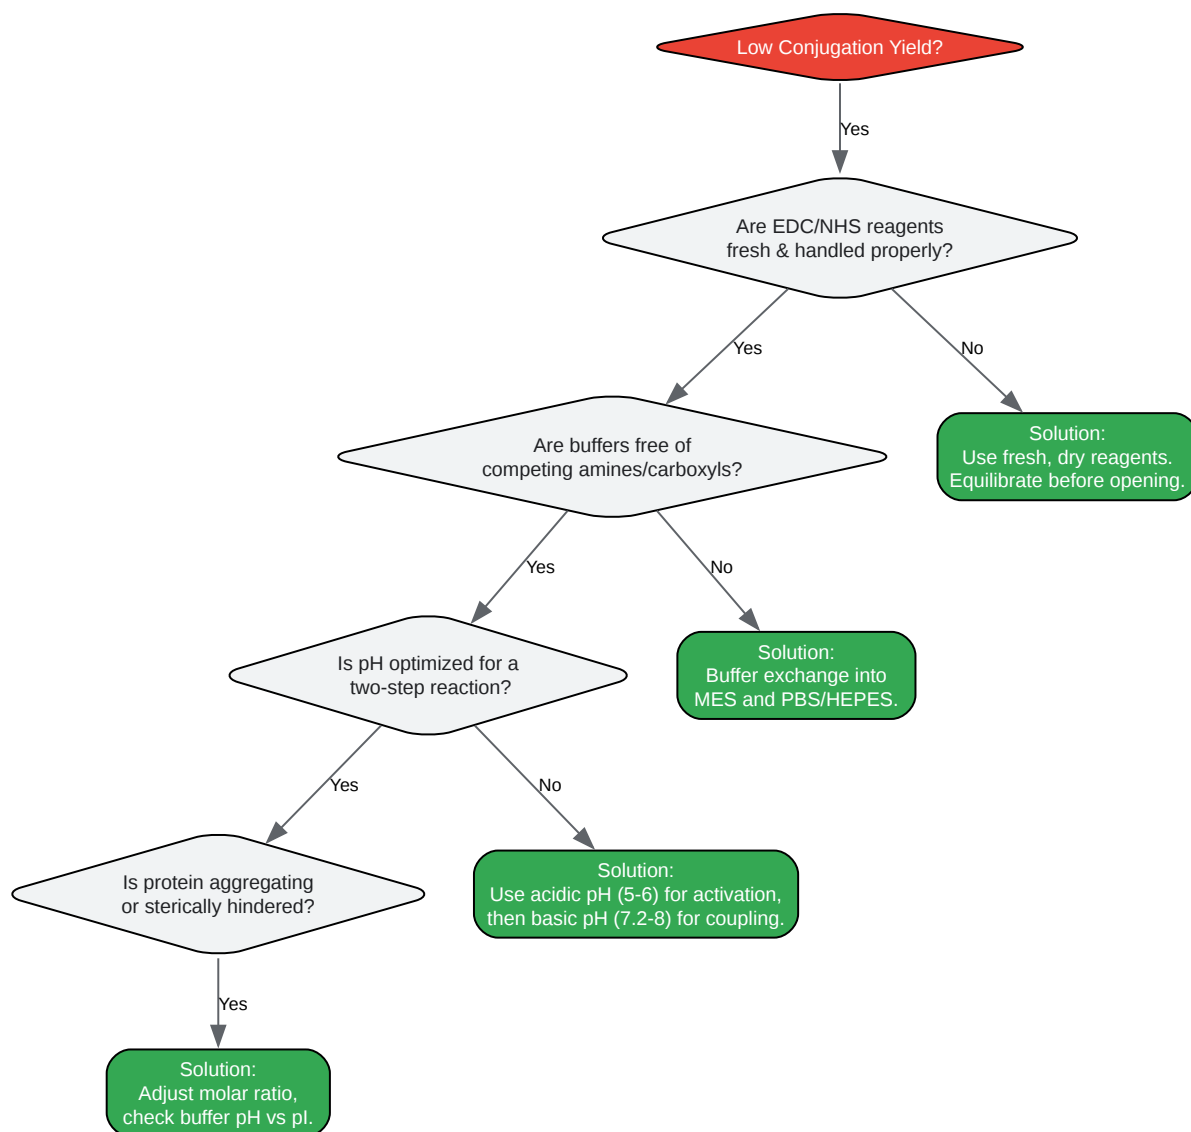 Low Conjugation Yield?
Yes
Are EDC/NHS reagents
fresh & handled properly?
Yes
No
Are buffers free of
competing amines/carboxyls?
Solution:
Use fresh, dry reagents.
Equilibrate before opening.
Yes
No
Is pH optimized for a
two-step reaction?
Solution:
Buffer exchange into
MES and PBS/HEPES.
Yes
No
Is protein aggregating
or sterically hindered?
Solution:
Use acidic pH (5-6) for activation,
then basic pH (7.2-8) for coupling.
Yes
Solution:
Adjust molar ratio,
check buffer pH vs pI.